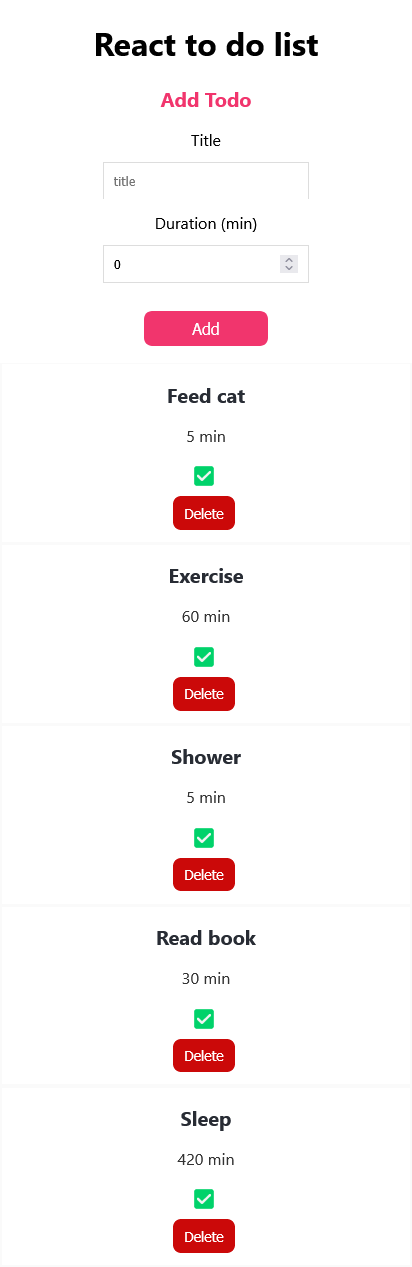 React to do list
Add Todo
Title
title
Duration (min)
0
Add
Feed cat
5 min
Delete
Exercise
60 min
Delete
Shower
5 min
Delete
Read book
30 min
Delete
Sleep
420 min
Delete